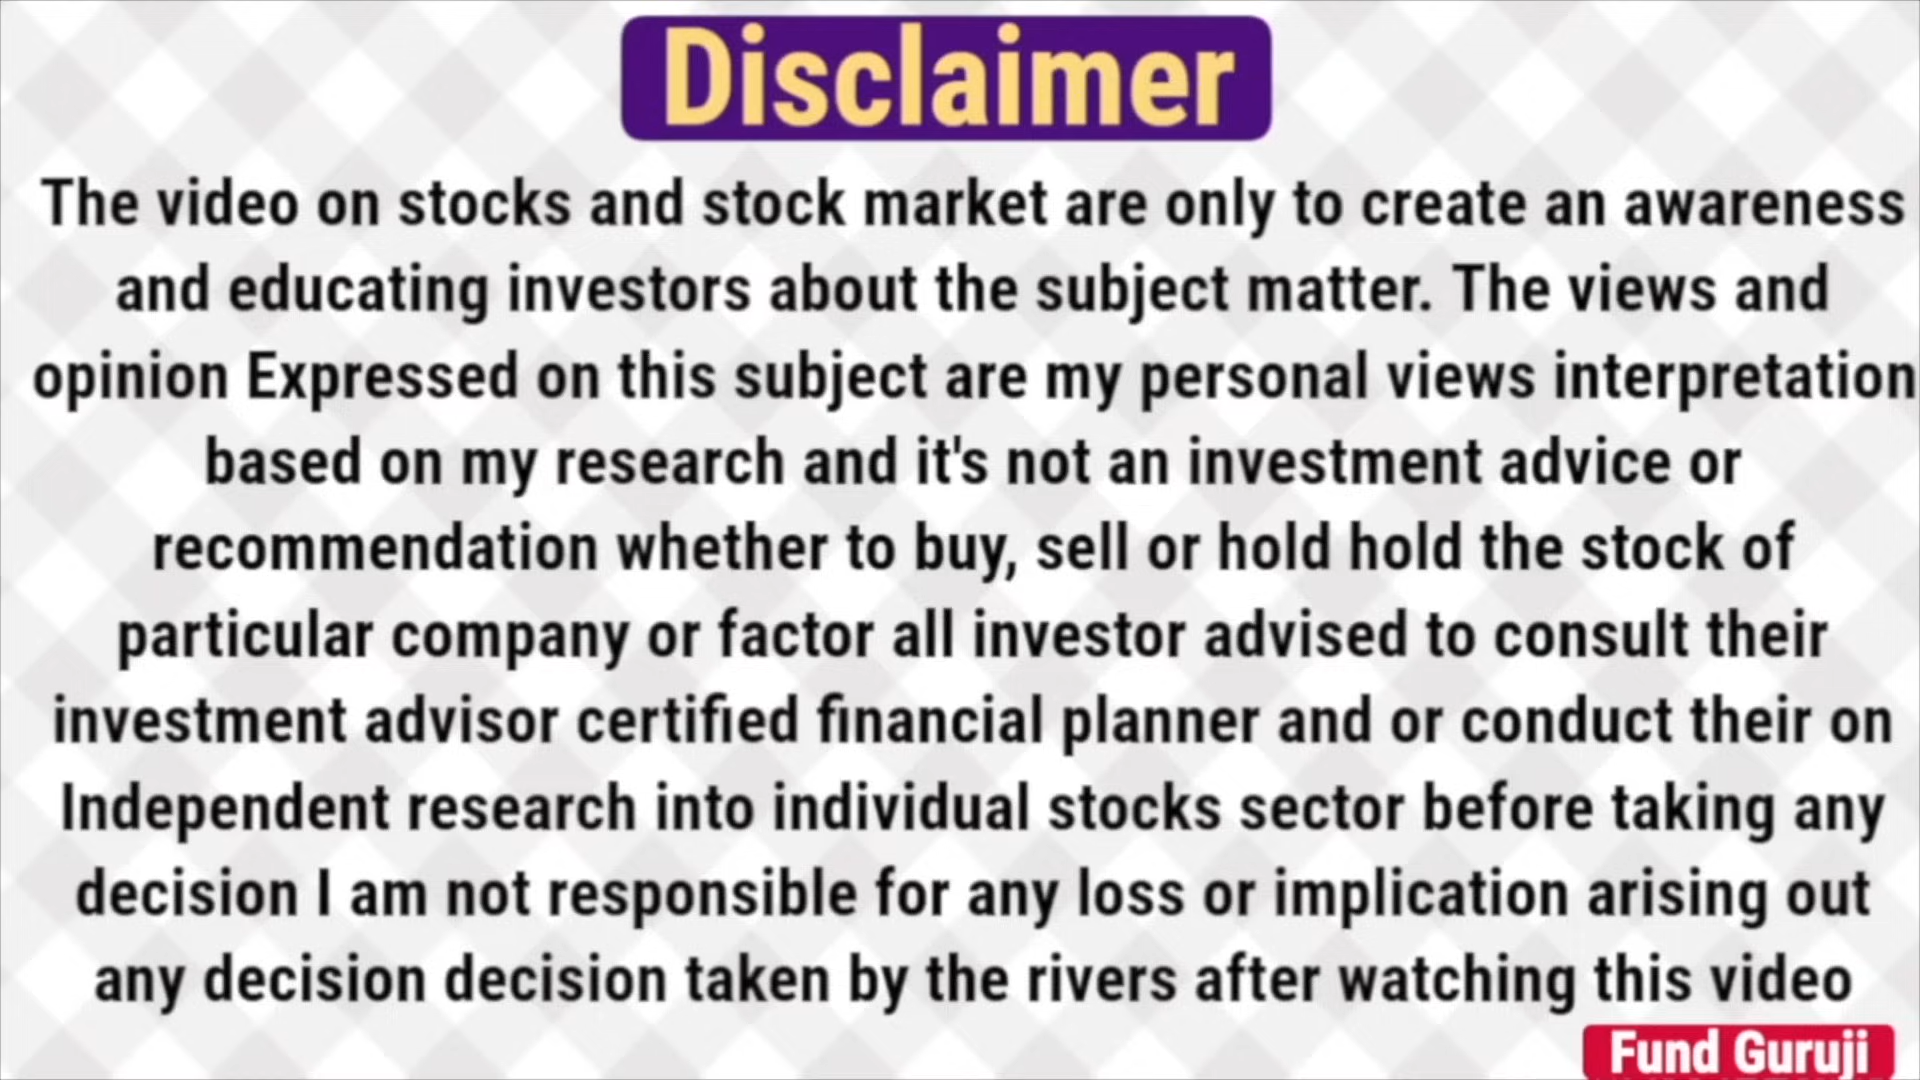 Disclaimer
The video on stocks and stock market are only to create an awareness
and educating investors about the subject matter. The views and
opinion Expressed on this subject are my personal views interpretation
based on my research and it's not an investment advice or
recommendation whether to buy, sell or hold hold the stock of
particular company or factor all investor advised to consult their
investment advisor certified financial planner and or conduct their on
Independent research into individual stocks sector before taking any
decision I am not responsible for any loss or implication arising out
any decision decision taken by the rivers after watching this video
Fund Guruji